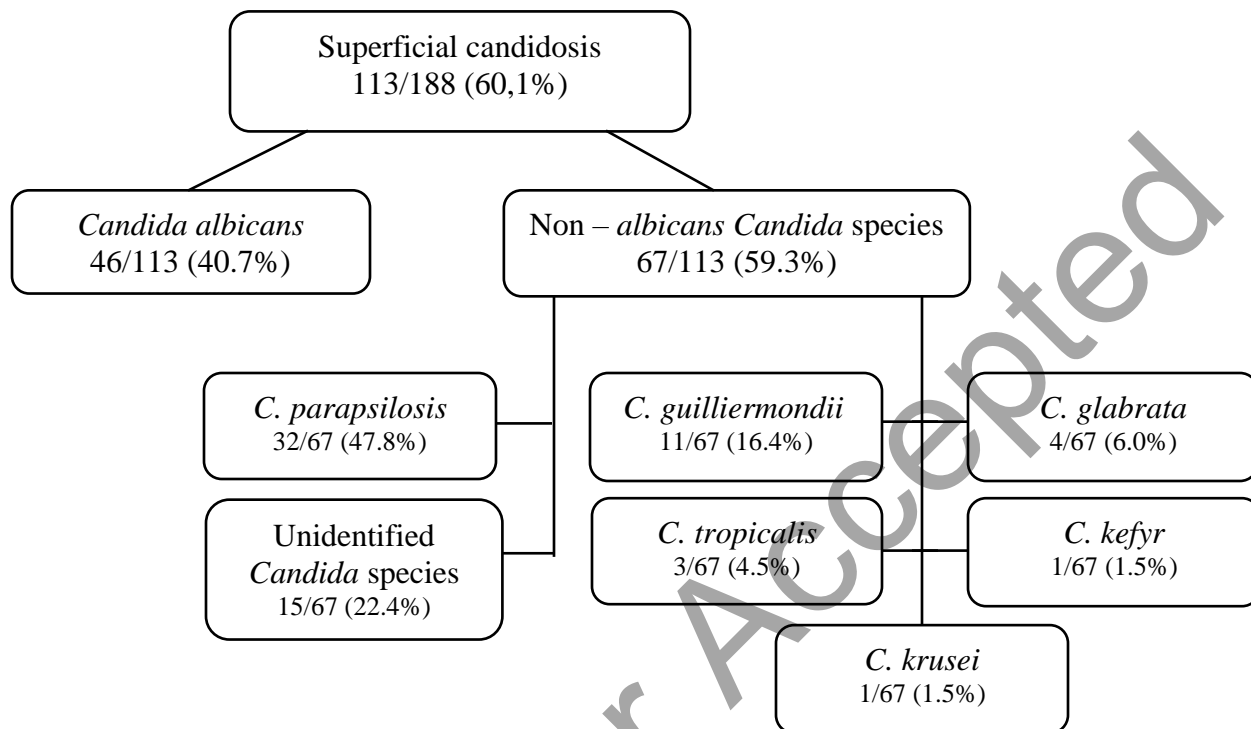 Superficial candidosis
113/188 (60,1%)
Candida albicans
46/113 (40.7%)
Non – albicans Candida species
67/113 (59.3%)
C. parapsilosis
32/67 (47.8%)
C. guilliermondii
11/67 (16.4%)
C. glabrata
4/67 (6.0%)
Unidentified
Candida species
15/67 (22.4%)
C. tropicalis
3/67 (4.5%)
C. kefyr
1/67 (1.5%)
C. krusei
1/67 (1.5%)
r Accepted